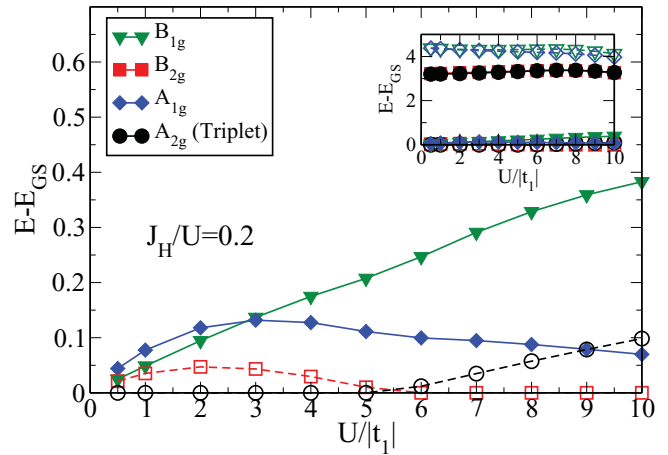 B1g
B2g
A1g
A2g (Triplet)
4
2
0
E-EGS
0 2 4 6 8 10
U/|t1|
0.6
0.5
0.4
0.3
0.2
0.1
0
E-EGS
JH/U=0.2
0 1 2 3 4 5 6 7 8 9 10
U/|t1|